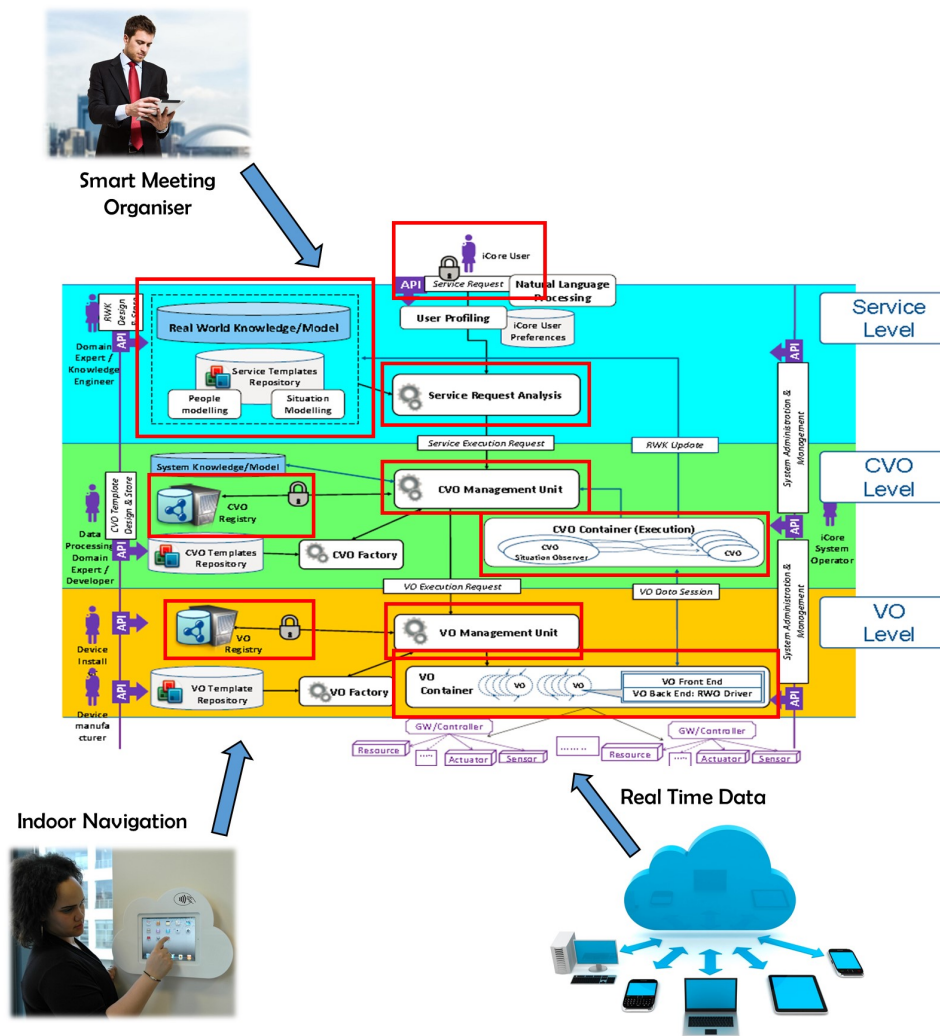 Smart Meeting
Organiser
iCore User
API
Service Request
Natural Language
Processing
User Profiling
iCore User
Preferences
RWK
Design
& Store
API
Domain
Expert /
Knowledge
Engineer
Real World Knowledge/Model
Service Templates
Repository
People
modelling
Situation
Modelling
Service Request Analysis
API
System Administration &
Management
Service
Level
Service Execution Request
RWK Update
System Knowledge/Model
CVO
Registry
CVO Management Unit
CVO Template
Design & Store
API
Data
Processing
Domain
Expert /
Developer
CVO Templates
Repository
CVO Factory
CVO Container (Execution)
CVO
Situation Observer
CVO
API
iCore
System
Operator
CVO
Level
VO Execution Request
VO Data Session
API
Device
Install
VO
Registry
VO Management Unit
System Administration &
Management
VO
Level
API
Device
manufa
cturer
VO Template
Repository
VO Factory
VO
Container
VO
VO
VO Front End
VO Back End: RWO Driver
API
GW/Controller
Resource
.....
Actuator
Sensor
........
GW/Controller
Resource
.....
Actuator
Sensor
Indoor Navigation
Real Time Data